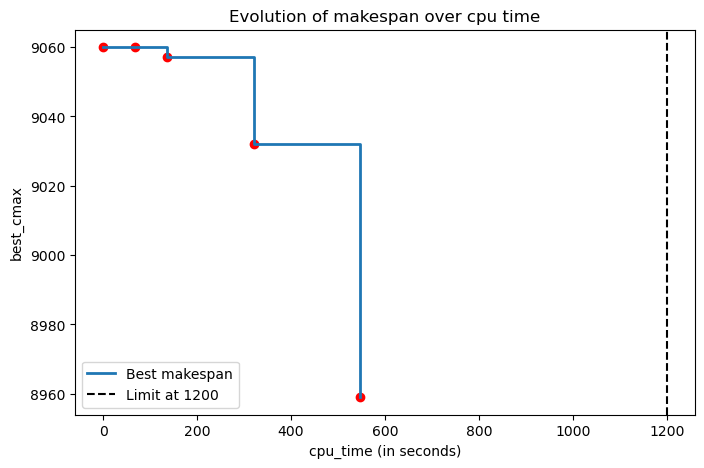 Evolution of makespan over cpu time
9060
9040
9020
9000
8980
8960
best_cmax
Best makespan
Limit at 1200
0
200
400
600
800
1000
1200
cpu_time (in seconds)